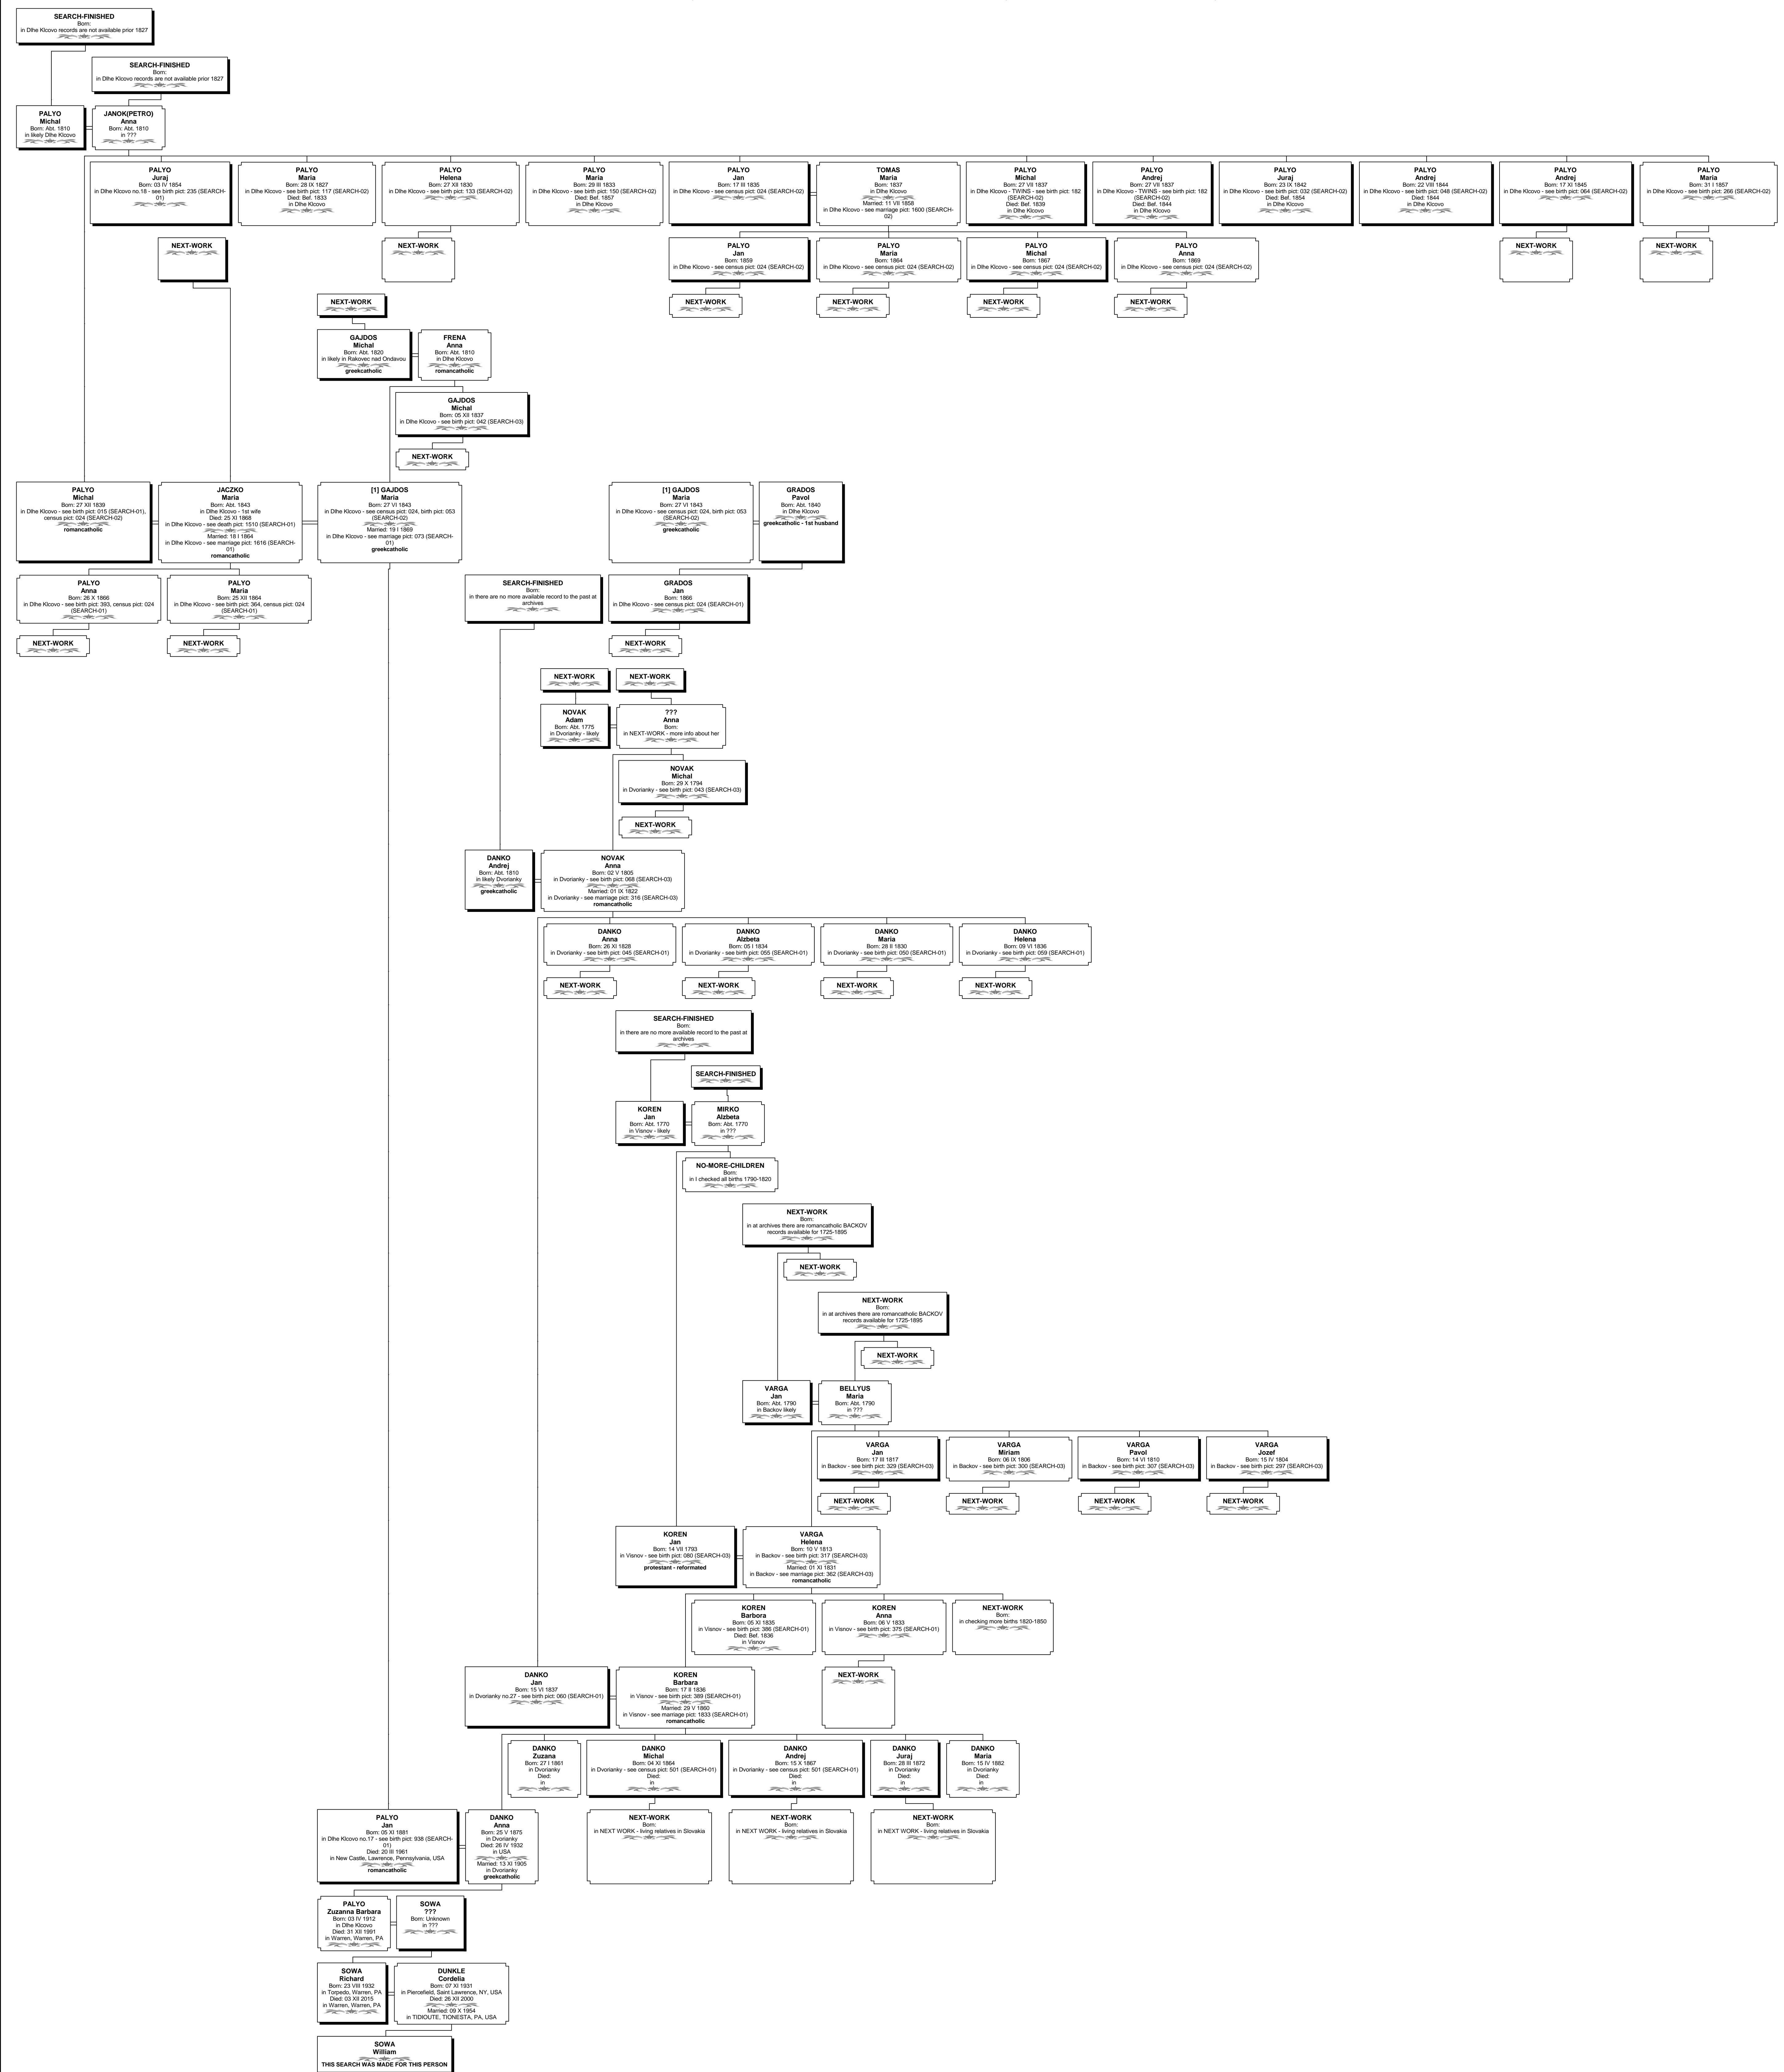 SEARCH-FINISHED
Born:
in Dlhe Klcovo records are not available prior 1827
SEARCH-FINISHED
Born:
in Dlhe Klcovo records are not available prior 1827
PALYO
Michal
Born: Abt. 1810
in likely Dlhe Klcovo
JANOK(PETRO)
Anna
Born: Abt. 1810
in ???
PALYO
Juraj
Born: 03 IV 1854
in Dlhe Klcovo no.18 - see birth pict: 235 (SEARCH-
01)
PALYO
Maria
Born: 28 IX 1827
in Dlhe Klcovo - see birth pict: 117 (SEARCH-02)
Died: Bef. 1833
in Dlhe Klcovo
PALYO
Helena
Born: 27 XII 1830
in Dlhe Klcovo - see birth pict: 133 (SEARCH-02)
PALYO
Maria
Born: 29 III 1833
in Dlhe Klcovo - see birth pict: 150 (SEARCH-02)
Died: Bef. 1857
in Dlhe Klcovo
PALYO
Jan
Born: 17 III 1835
in Dlhe Klcovo - see census pict: 024 (SEARCH-02)
TOMAS
Maria
Born: 1837
in Dlhe Klcovo
Married: 11 VII 1858
in Dlhe Klcovo - see marriage pict: 1600 (SEARCH-
02)
PALYO
Michal
Born: 27 VII 1837
in Dlhe Klcovo - TWINS - see birth pict: 182
(SEARCH-02)
Died: Bef. 1839
in Dlhe Klcovo
PALYO
Andrej
Born: 27 VII 1837
in Dlhe Klcovo - TWINS - see birth pict: 182
(SEARCH-02)
Died: Bef. 1844
in Dlhe Klcovo
PALYO
Juraj
Born: 23 IX 1842
in Dlhe Klcovo - see birth pict: 032 (SEARCH-02)
Died: Bef. 1854
in Dlhe Klcovo
PALYO
Andrej
Born: 22 VIII 1844
in Dlhe Klcovo - see birth pict: 048 (SEARCH-02)
Died: 1844
in Dlhe Klcovo
PALYO
Andrej
Born: 17 XI 1845
in Dlhe Klcovo - see birth pict: 064 (SEARCH-02)
PALYO
Maria
Born: 31 I 1857
in Dlhe Klcovo - see birth pict: 266 (SEARCH-02)
NEXT-WORK
NEXT-WORK
PALYO
Jan
Born: 1859
in Dlhe Klcovo - see census pict: 024 (SEARCH-02)
PALYO
Maria
Born: 1864
in Dlhe Klcovo - see census pict: 024 (SEARCH-02)
PALYO
Michal
Born: 1867
in Dlhe Klcovo - see census pict: 024 (SEARCH-02)
PALYO
Anna
Born: 1869
in Dlhe Klcovo - see census pict: 024 (SEARCH-02)
NEXT-WORK
NEXT-WORK
NEXT-WORK
NEXT-WORK
NEXT-WORK
NEXT-WORK
NEXT-WORK
GAJDOS
Michal
Born: Abt. 1820
in likely in Rakovec nad Ondavou
greekcatholic
FRENA
Anna
Born: Abt. 1810
in Dlhe Klcovo
romancatholic
GAJDOS
Michal
Born: 05 XII 1837
in Dlhe Klcovo - see birth pict: 042 (SEARCH-03)
NEXT-WORK
PALYO
Michal
Born: 27 XII 1839
in Dlhe Klcovo - see birth pict: 015 (SEARCH-01),
census pict: 024 (SEARCH-02)
romancatholic
JACZKO
Maria
Born: Abt. 1843
in Dlhe Klcovo - 1st wife
Died: 25 XI 1868
in Dlhe Klcovo - see death pict: 1510 (SEARCH-01)
Married: 18 I 1864
in Dlhe Klcovo - see marriage pict: 1616 (SEARCH-
01)
romancatholic
[1] GAJDOS
Maria
Born: 27 VI 1843
in Dlhe Klcovo - see census pict: 024, birth pict: 053
(SEARCH-02)
Married: 19 I 1869
in Dlhe Klcovo - see marriage pict: 073 (SEARCH-
01)
greekcatholic
[1] GAJDOS
Maria
Born: 27 VI 1843
in Dlhe Klcovo - see census pict: 024, birth pict: 053
(SEARCH-02)
greekcatholic
GRADOS
Pavol
Born: Abt. 1840
in Dlhe Klcovo
greekcatholic - 1st husband
PALYO
Anna
Born: 26 X 1866
in Dlhe Klcovo - see birth pict: 393, census pict: 024
(SEARCH-01)
PALYO
Maria
Born: 25 XII 1864
in Dlhe Klcovo - see birth pict: 364, census pict: 024
(SEARCH-01)
SEARCH-FINISHED
Born:
in there are no more available record to the past at
archives
GRADOS
Jan
Born: 1866
in Dlhe Klcovo - see census pict: 024 (SEARCH-01)
NEXT-WORK
NEXT-WORK
NEXT-WORK
NEXT-WORK
NEXT-WORK
NOVAK
Adam
Born: Abt. 1775
in Dvorianky - likely
???
Anna
Born:
in NEXT-WORK - more info about her
NOVAK
Michal
Born: 29 X 1794
in Dvorianky - see birth pict: 043 (SEARCH-03)
NEXT-WORK
DANKO
Andrej
Born: Abt. 1810
in likely Dvorianky
greekcatholic
NOVAK
Anna
Born: 02 V 1805
in Dvorianky - see birth pict: 068 (SEARCH-03)
Married: 01 IX 1822
in Dvorianky - see marriage pict: 316 (SEARCH-03)
romancatholic
DANKO
Anna
Born: 26 XI 1828
in Dvorianky - see birth pict: 045 (SEARCH-01)
DANKO
Alzbeta
Born: 05 I 1834
in Dvorianky - see birth pict: 055 (SEARCH-01)
DANKO
Maria
Born: 28 II 1830
in Dvorianky - see birth pict: 050 (SEARCH-01)
DANKO
Helena
Born: 09 VI 1836
in Dvorianky - see birth pict: 059 (SEARCH-01)
NEXT-WORK
NEXT-WORK
NEXT-WORK
NEXT-WORK
SEARCH-FINISHED
Born:
in there are no more available record to the past at
archives
SEARCH-FINISHED
KOREN
Jan
Born: Abt. 1770
in Visnov - likely
MIRKO
Alzbeta
Born: Abt. 1770
in ???
NO-MORE-CHILDREN
Born:
in I checked all births 1790-1820
NEXT-WORK
Born:
in at archives there are romancatholic BACKOV
records available for 1725-1895
NEXT-WORK
NEXT-WORK
Born:
in at archives there are romancatholic BACKOV
records available for 1725-1895
NEXT-WORK
VARGA
Jan
Born: Abt. 1790
in Backov likely
BELLYUS
Maria
Born: Abt. 1790
in ???
VARGA
Jan
Born: 17 III 1817
in Backov - see birth pict: 329 (SEARCH-03)
VARGA
Miriam
Born: 06 IX 1806
in Backov - see birth pict: 300 (SEARCH-03)
VARGA
Pavol
Born: 14 VI 1810
in Backov - see birth pict: 307 (SEARCH-03)
VARGA
Jozef
Born: 15 IV 1804
in Backov - see birth pict: 297 (SEARCH-03)
NEXT-WORK
NEXT-WORK
NEXT-WORK
NEXT-WORK
KOREN
Jan
Born: 14 VII 1793
in Visnov - see birth pict: 080 (SEARCH-03)
protestant - reformated
VARGA
Helena
Born: 10 V 1813
in Backov - see birth pict: 317 (SEARCH-03)
Married: 01 XI 1831
in Backov - see marriage pict: 362 (SEARCH-03)
romancatholic
KOREN
Barbora
Born: 05 XI 1835
in Visnov - see birth pict: 386 (SEARCH-01)
Died: Bef. 1836
in Visnov
KOREN
Anna
Born: 06 V 1833
in Visnov - see birth pict: 375 (SEARCH-01)
NEXT-WORK
Born:
in checking more births 1820-1850
DANKO
Jan
Born: 15 VI 1837
in Dvorianky no.27 - see birth pict: 060 (SEARCH-01)
KOREN
Barbara
Born: 17 II 1836
in Visnov - see birth pict: 389 (SEARCH-01)
Married: 29 V 1860
in Visnov - see marriage pict: 1833 (SEARCH-01)
romancatholic
NEXT-WORK
DANKO
Zuzana
Born: 27 I 1861
in Dvorianky
Died:
in
DANKO
Michal
Born: 04 XI 1864
in Dvorianky - see census pict: 501 (SEARCH-01)
Died:
in
DANKO
Andrej
Born: 15 X 1867
in Dvorianky - see census pict: 501 (SEARCH-01)
Died:
in
DANKO
Juraj
Born: 28 III 1872
in Dvorianky
Died:
in
DANKO
Maria
Born: 15 IV 1882
in Dvorianky
Died:
in
PALYO
Jan
Born: 05 XI 1881
in Dlhe Klcovo no.17 - see birth pict: 938 (SEARCH-
01)
Died: 20 III 1961
in New Castle, Lawrence, Pennsylvania, USA
romancatholic
DANKO
Anna
Born: 25 V 1875
in Dvorianky
Died: 26 IV 1932
in USA
Married: 13 XI 1905
in Dvorianky
greekcatholic
NEXT-WORK
Born:
in NEXT WORK - living relatives in Slovakia
NEXT-WORK
Born:
in NEXT WORK - living relatives in Slovakia
NEXT-WORK
Born:
in NEXT WORK - living relatives in Slovakia
PALYO
Zuzanna Barbara
Born: 03 IV 1912
in Dlhe Klcovo
Died: 31 XII 1991
in Warren, Warren, PA
SOWA
???
Born: Unknown
in ???
SOWA
Richard
Born: 23 VIII 1932
in Torpedo, Warren, PA
Died: 03 XII 2015
in Warren, Warren, PA
DUNKLE
Cordelia
Born: 07 XI 1931
in Piercefield, Saint Lawrence, NY, USA
Died: 26 XII 2000
Married: 09 X 1954
in TIDIOUTE, TIONESTA, PA, USA
SOWA
William
THIS SEARCH WAS MADE FOR THIS PERSON